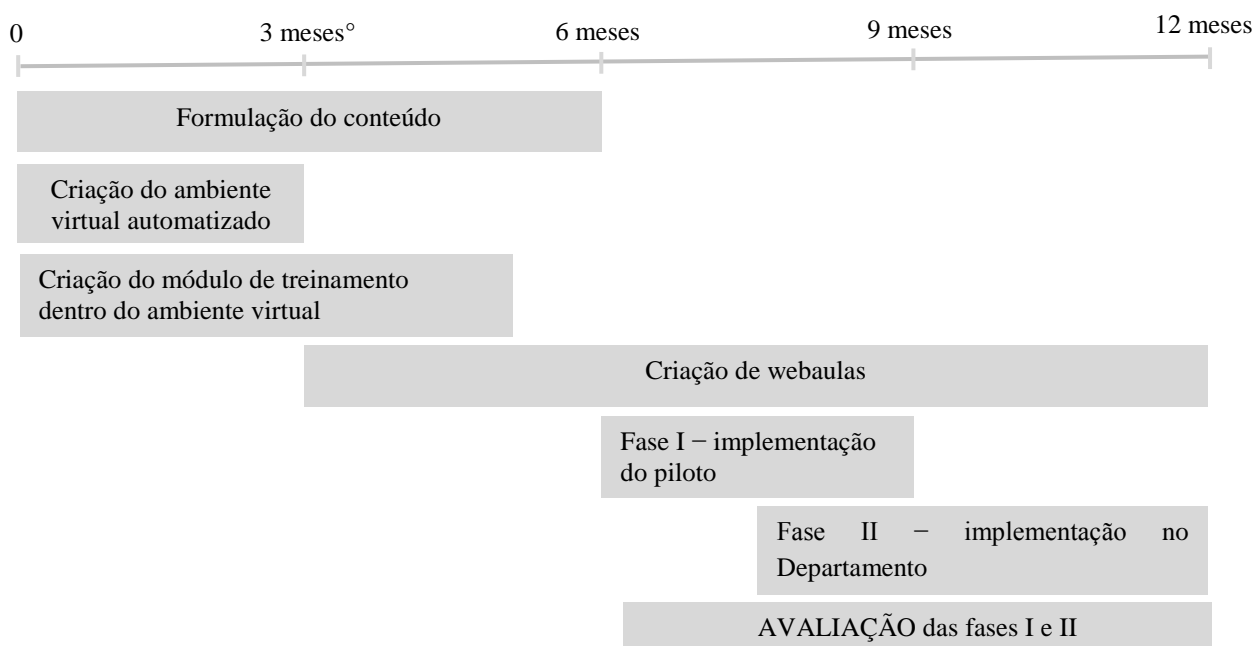 0 3 meses° 6 meses 9 meses 12 meses
Formulação do conteúdo
Criação do ambiente
virtual automatizado
Criação do módulo de treinamento
dentro do ambiente virtual
Criação de webaulas
Fase I − implementação
do piloto
Fase II − implementação no
Departamento
AVALIAÇÃO das fases I e II